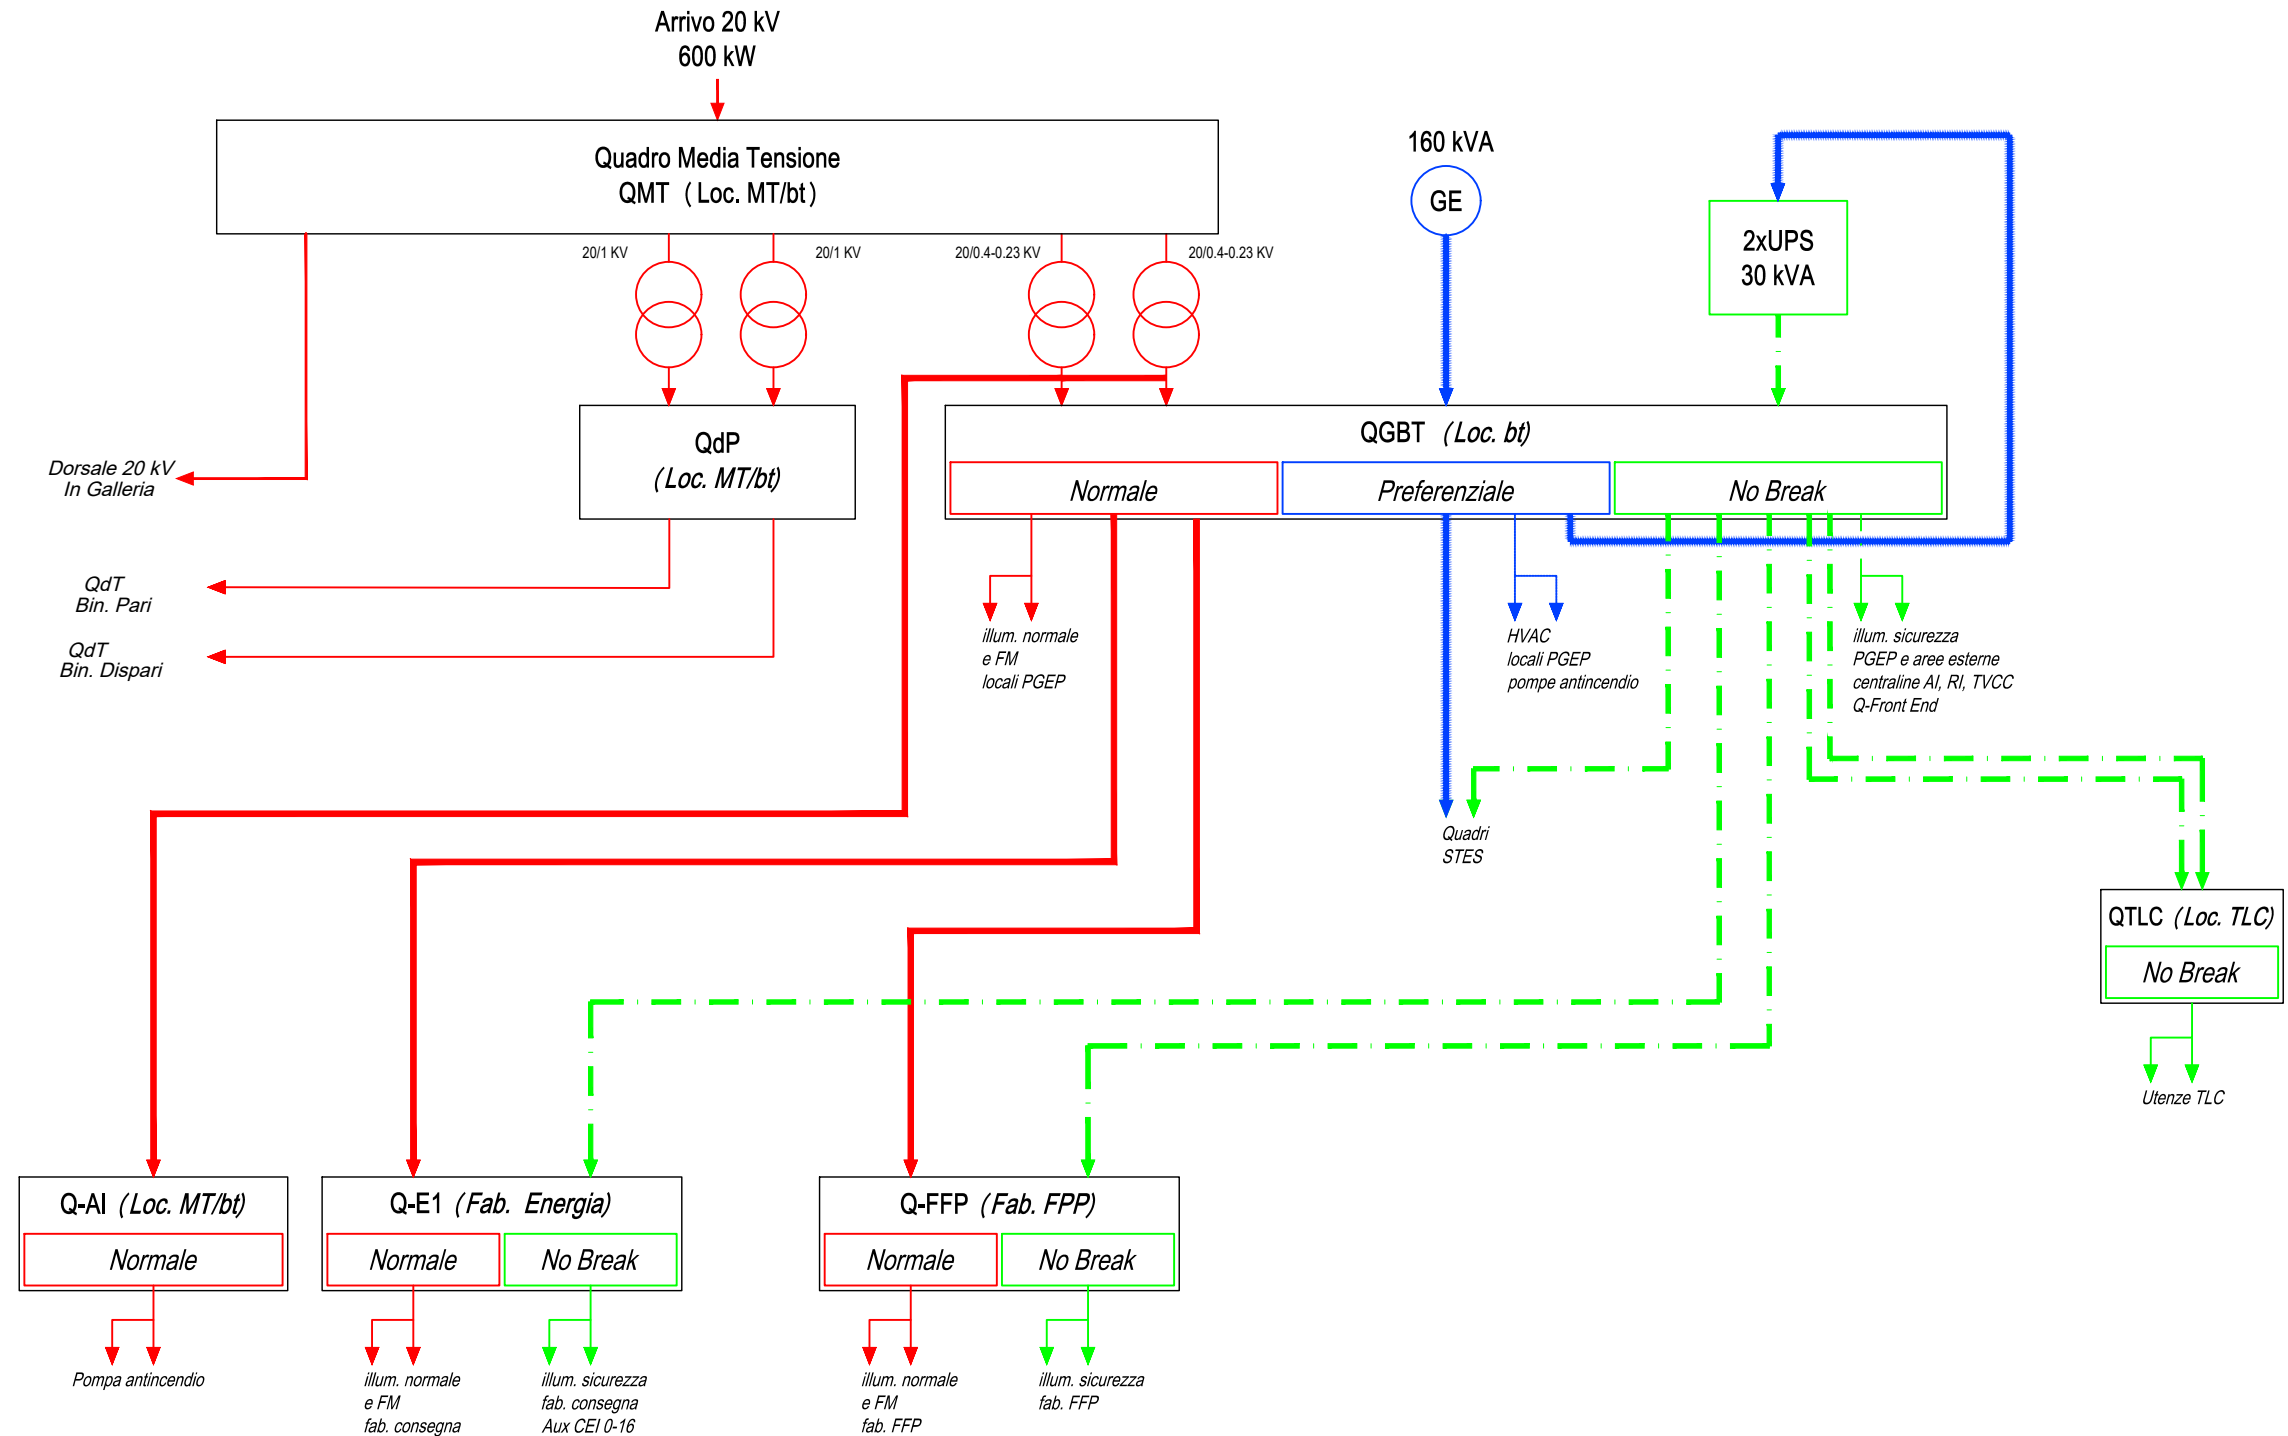 Arrivo 20 kV
600 kW
Quadro Media Tensione
QMT (Loc. MT/bt)
160 kVA
GE
2xUPS
30 kVA
20/1 KV
20/1 KV
20/0.4-0.23 KV
20/0.4-0.23 KV
QdP
(Loc. MT/bt)
QGBT (Loc. bt)
Normale
Preferenziale
No Break
Dorsale 20 kV
In Galleria
QdT
Bin. Pari
QdT
Bin. Dispari
illum. normale
e FM
locali PGEP
HVAC
locali PGEP
pompe antincendio
illum. sicurezza
PGEP e aree esterne
centraline AI, RI, TVCC
Q-Front End
Quadri
STES
QTLC (Loc. TLC)
No Break
Utenze TLC
Q-AI (Loc. MT/bt)
Normale
Pompa antincendio
Q-E1 (Fab. Energia)
Normale
No Break
illum. normale
e FM
fab. consegna
illum. sicurezza
fab. consegna
Aux CEI 0-16
Q-FFP (Fab. FPP)
Normale
No Break
illum. normale
e FM
fab. FFP
illum. sicurezza
fab. FFP